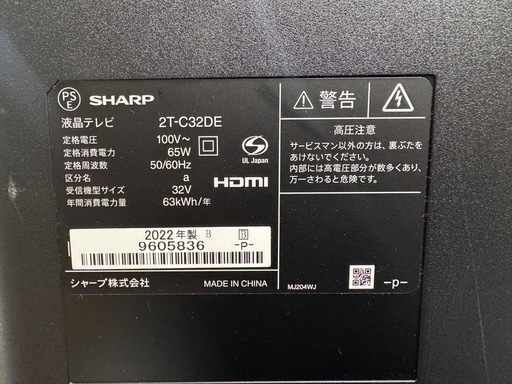 PS
E
SHARP
液晶テレビ 2T-C32DE
定格電圧 100V~
定格消費電力 65W
定格周波数 50/60Hz
区分名 a
受信機型サイズ 32V
年間消費電力量 63kWh/年
UL Japan
HDMI
2022年製 B B
9605836 -P-
シャープ株式会社 MADE IN CHINA
警告
高圧注意
サービスマン以外の方は、裏ぶたを
あけないでください。
内部には高電圧部分が数多くあり、
万一さわると危険です。
MJ204WJ
-p-